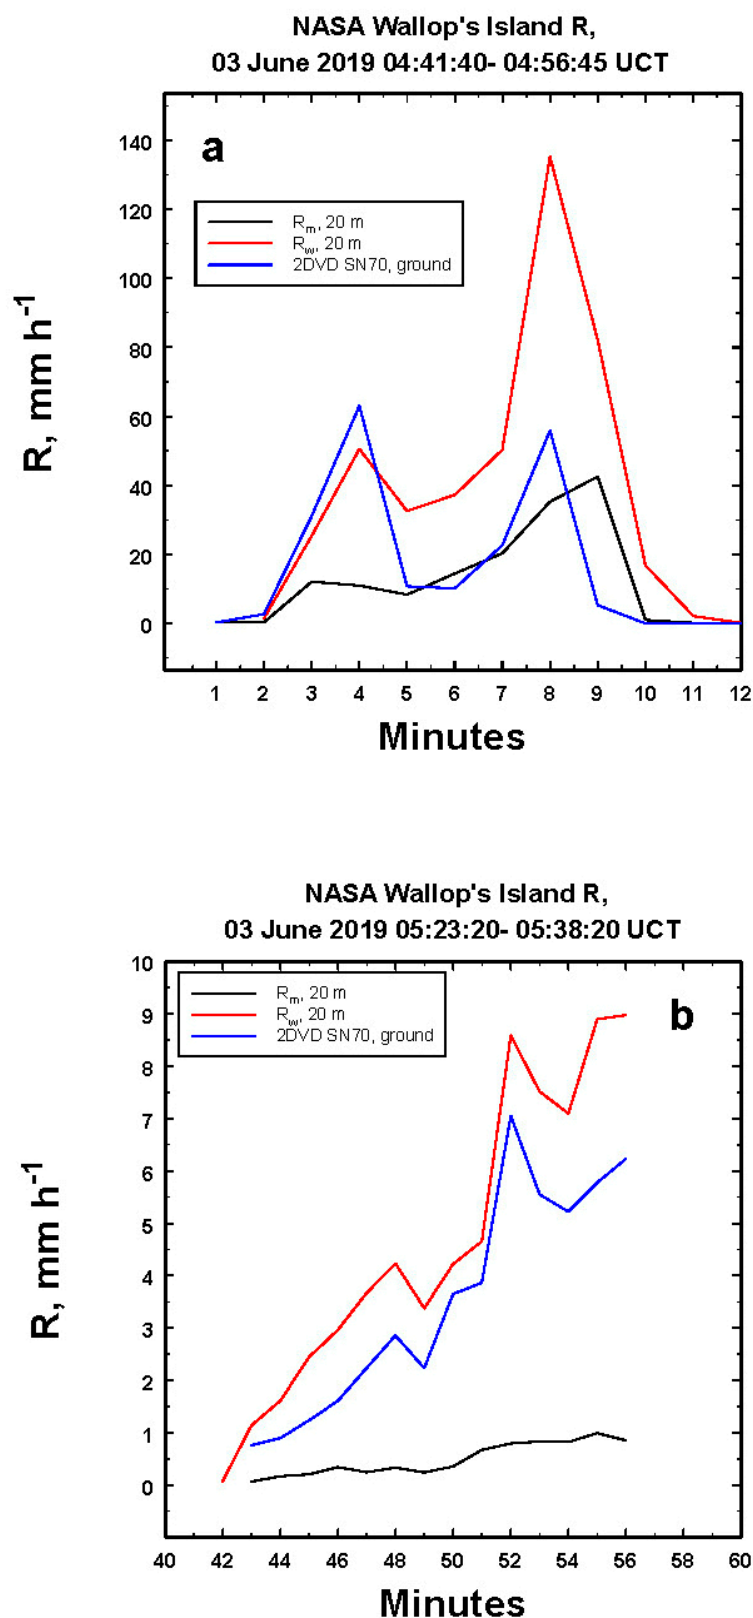 NASA Wallop's Island R,
03 June 2019 04:41:40- 04:56:45 UCT
a
R_m, 20 m
R_w, 20 m
2DVD SN70, ground
R, mm h^-1
140
120
100
80
60
40
20
0
1 2 3 4 5 6 7 8 9 10 11 12
Minutes
NASA Wallop's Island R,
03 June 2019 05:23:20- 05:38:20 UCT
b
R_m, 20 m
R_w, 20 m
2DVD SN70, ground
R, mm h^-1
10
9
8
7
6
5
4
3
2
1
0
40 42 44 46 48 50 52 54 56 58 60
Minutes